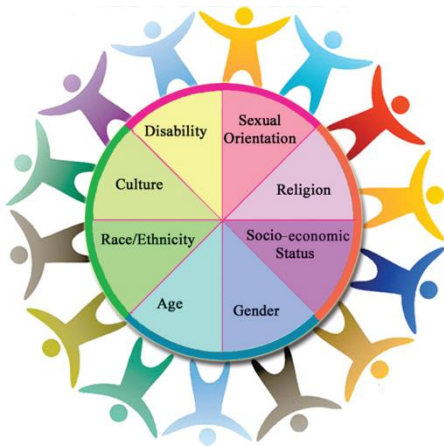 Disability
Sexual
Orientation
Culture
Religion
Race/Ethnicity
Socio-economic
Status
Age
Gender